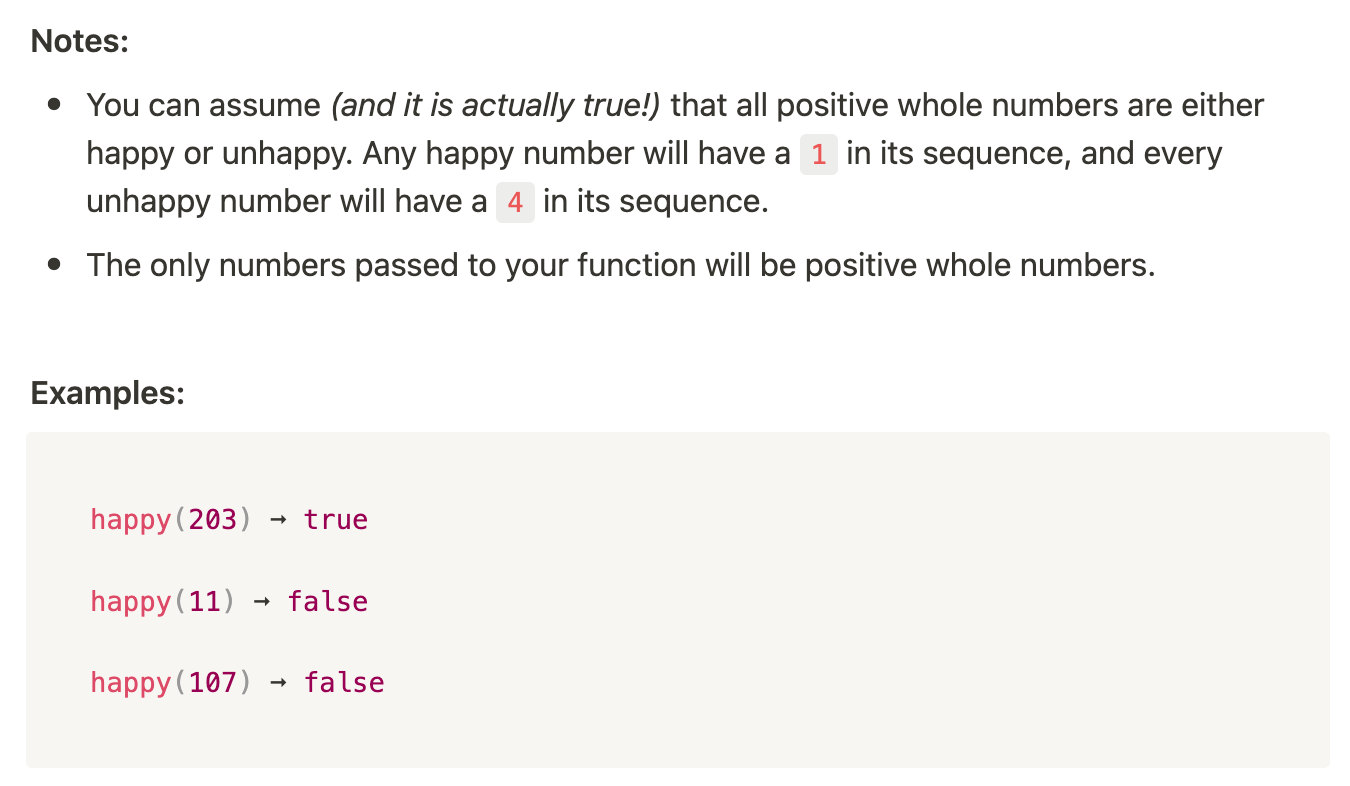 Notes:
• You can assume (and it is actually true!) that all positive whole numbers are either
happy or unhappy. Any happy number will have a 1 in its sequence, and every
unhappy number will have a 4 in its sequence.
• The only numbers passed to your function will be positive whole numbers.
Examples:
happy(203) → true
happy(11) → false
happy(107) → false